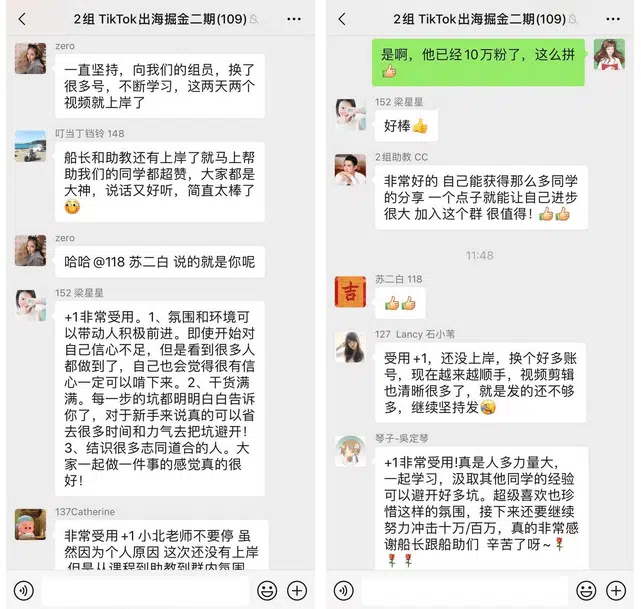 2组 TikTok出海掘金二期(109)
zero
一直坚持，向我们的组员，换了
很多号，不断学习，这两天两个
视频就上岸了
叮当丁铛铃 148
船长和助教还有上岸了就马上帮
助我们的同学都超赞，大家都是
大神，说话又好听，简直太棒了
zero
哈哈@118 苏二白 说的就是你呢
152 梁星星
+1非常受用。1、氛围和环境可
以带动人积极前进。即使开始对
自己信心不足，但是看到很多人
都做到了，自己也会觉得很有信
心一定可以啃下来。2、干货满
满。每一步的坑都明明白白告诉
你了，对于新手来说真的可以省
去很多时间和力气去把坑避开！
3、结识很多志同道合的人。大
家一起做一件事的感觉真的很
好！
137Catherine
非常受用+1 小北老师不要停 虽
然因为个人原因 这次还没有上岸
但是从课程到助教到群内氛围
2组 TikTok出海掘金二期(109)
是啊，他已经10万粉了，这么拼
152 梁星星
好棒
2组助教 CC
非常好的 自己能获得那么多同学
的分享 一个点子就能让自己进步
很大 加入这个群 很值得！
11:48
苏二白 118
127 Lancy 石小苇
受用+1，还没上岸，换个好多账
号，现在越来越顺手，视频剪辑
也清晰很多了，就是发的还不够
多，继续坚持发
琴子-吳定琴
+1非常受用!真是人多力量大，
一起学习，汲取其他同学的经验
可以避开好多坑。超级喜欢也珍
惜这样的氛围，接下来还要继续
努力冲击十万/百万，真的非常感
谢船长跟船助们 辛苦了呀~
吉